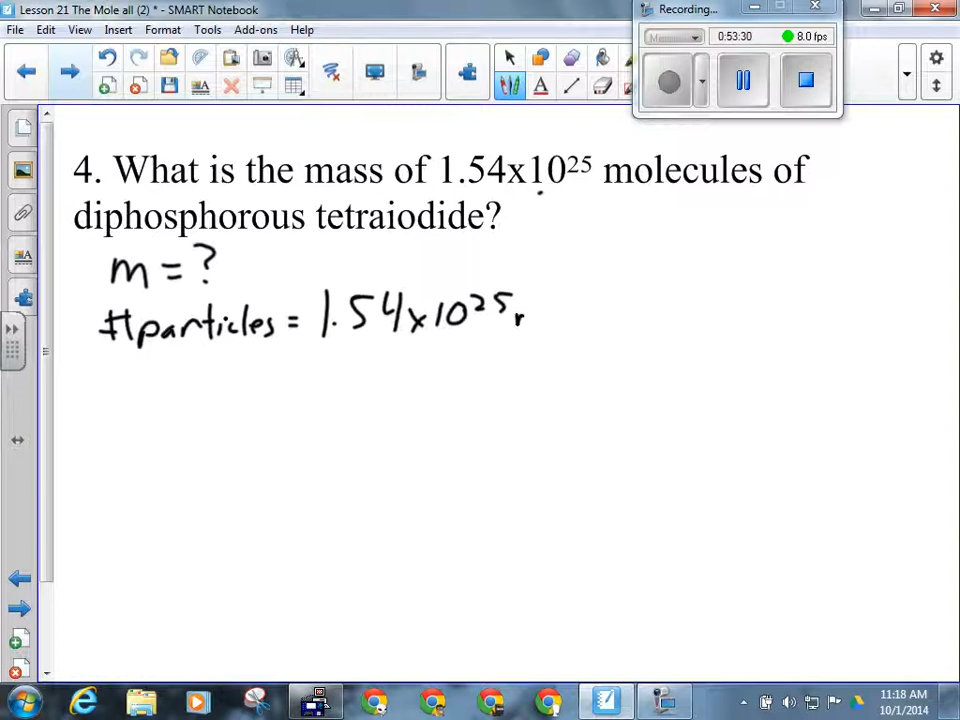 Lesson 21 The Mole all (2) * - SMART Notebook
Recording...
File Edit View Insert Format Tools Add-ons Help
Menu 0:53:30 8.0 fps
4. What is the mass of 1.54x10²⁵ molecules of
diphosphorous tetraiodide?
m = ?
#particles = 1.54x10²⁵ r
11:18 AM
10/1/2014